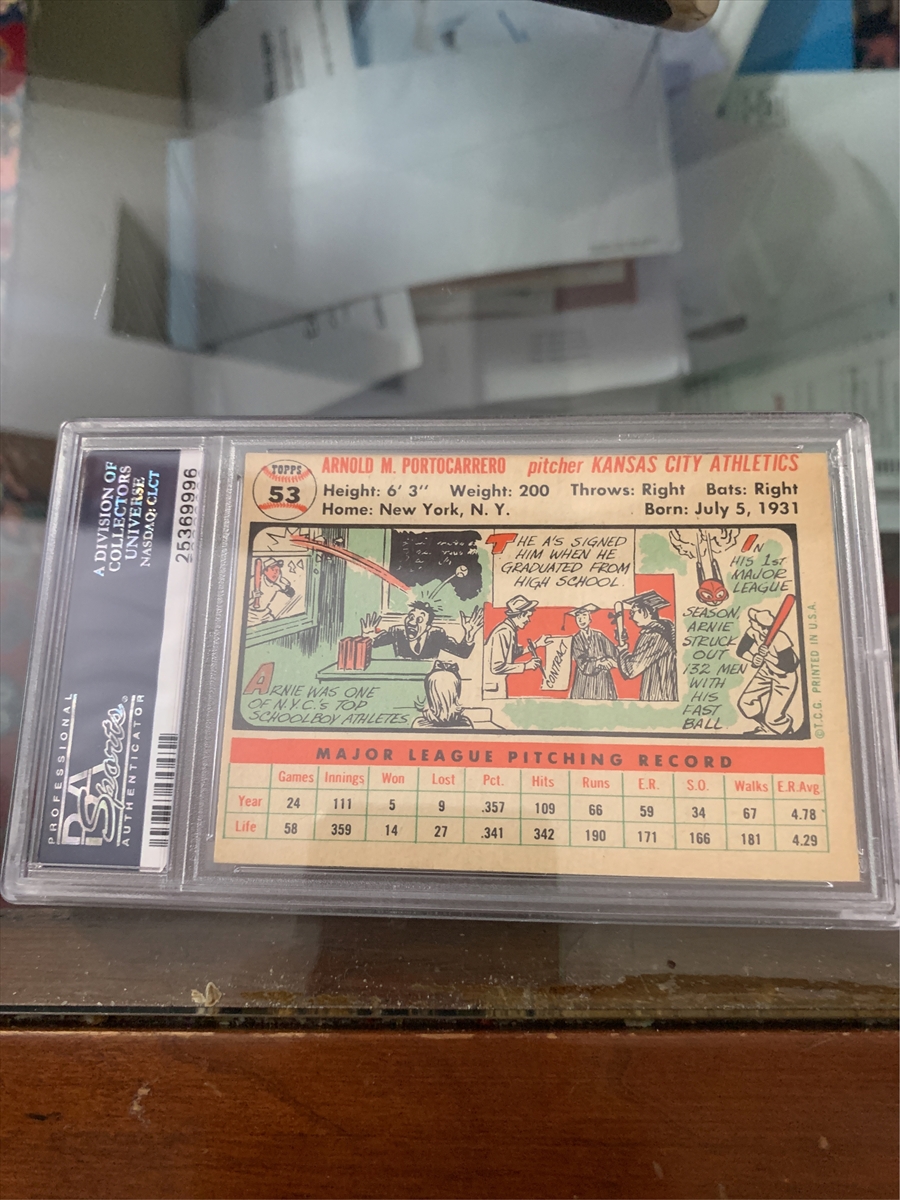 A DIVISION OF
COLLECTORS
UNIVERSE
NASDAQ: CLCT
25369996
PROFESSIONAL
PSA
Sports
AUTHENTICATOR
TOPPS
53
ARNOLD M. PORTOCARRERO pitcher KANSAS CITY ATHLETICS
Height: 6' 3" Weight: 200 Throws: Right Bats: Right
Home: New York, N. Y. Born: July 5, 1931
ARNIE WAS ONE
OF N.Y.C.'S TOP
SCHOOLBOY ATHLETES.
THE A'S SIGNED
HIM WHEN HE
GRADUATED FROM
HIGH SCHOOL.
CONTRACT
IN
HIS 1ST
MAJOR
LEAGUE
SEASON,
ARNIE
STRUCK
OUT
132 MEN
WITH
HIS
FAST
BALL.
©T.C.G. PRINTED IN U.S.A.
MAJOR LEAGUE PITCHING RECORD
Games Innings Won Lost Pct. Hits Runs E.R. S.O. Walks E.R.Avg.
Year 24 111 5 9 .357 109 66 59 34 67 4.78
Life 58 359 14 27 .341 342 190 171 166 181 4.29